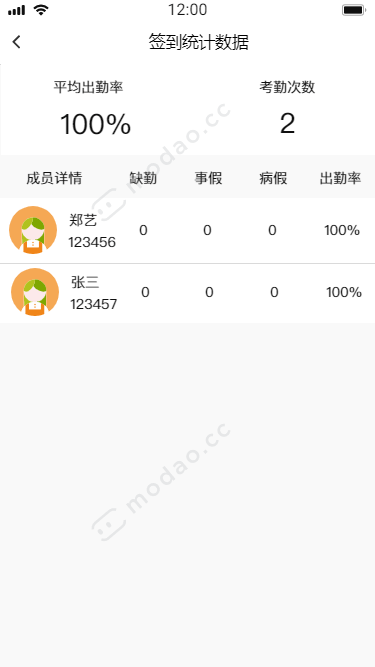 12:00
签到统计数据
平均出勤率 考勤次数
100% 2
成员详情 缺勤 事假 病假 出勤率
郑艺
123456 0 0 0 100%
张三
123457 0 0 0 100%
modao.cc
modao.cc